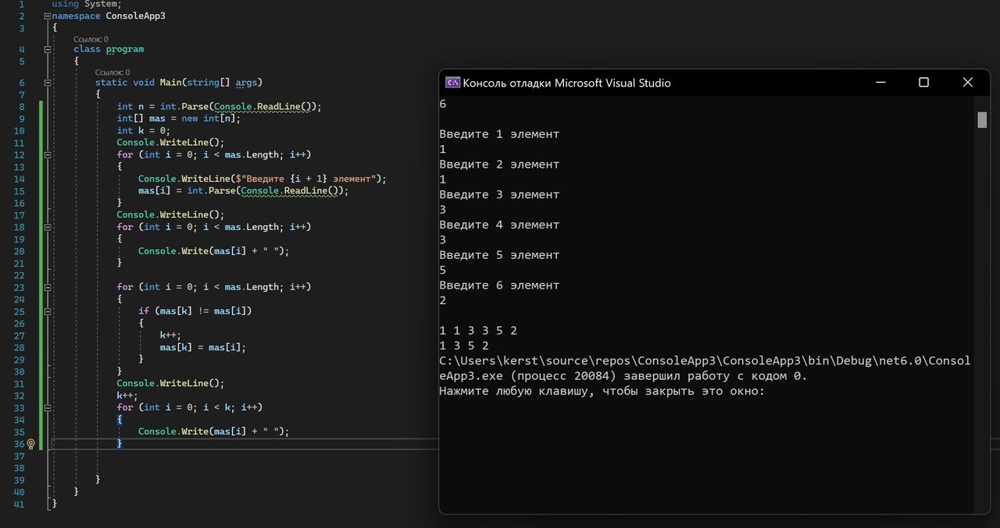 1 using System;
2 namespace ConsoleApp3
3 {
Ссылок: 0
4 class program
5 {
Ссылок: 0
6 static void Main(string[] args)
7 {
8 int n = int.Parse(Console.ReadLine());
9 int[] mas = new int[n];
10 int k = 0;
11 Console.WriteLine();
12 for (int i = 0; i < mas.Length; i++)
13 {
14 Console.WriteLine($"Введите {i + 1} элемент");
15 mas[i] = int.Parse(Console.ReadLine());
16 }
17 Console.WriteLine();
18 for (int i = 0; i < mas.Length; i++)
19 {
20 Console.Write(mas[i] + " ");
21 }
22
23 for (int i = 0; i < mas.Length; i++)
24 {
25 if (mas[k] != mas[i])
26 {
27 k++;
28 mas[k] = mas[i];
29 }
30 }
31 Console.WriteLine();
32 k++;
33 for (int i = 0; i < k; i++)
34 {
35 Console.Write(mas[i] + " ");
36 }
37
38
39 }
40 }
41 }
C:\ Консоль отладки Microsoft Visual Studio
6
Введите 1 элемент
1
Введите 2 элемент
1
Введите 3 элемент
3
Введите 4 элемент
3
Введите 5 элемент
5
Введите 6 элемент
2
1 1 3 3 5 2
1 3 5 2
C:\Users\kerst\source\repos\ConsoleApp3\ConsoleApp3\bin\Debug\net6.0\Consol
eApp3.exe (процесс 20084) завершил работу с кодом 0.
Нажмите любую клавишу, чтобы закрыть это окно: